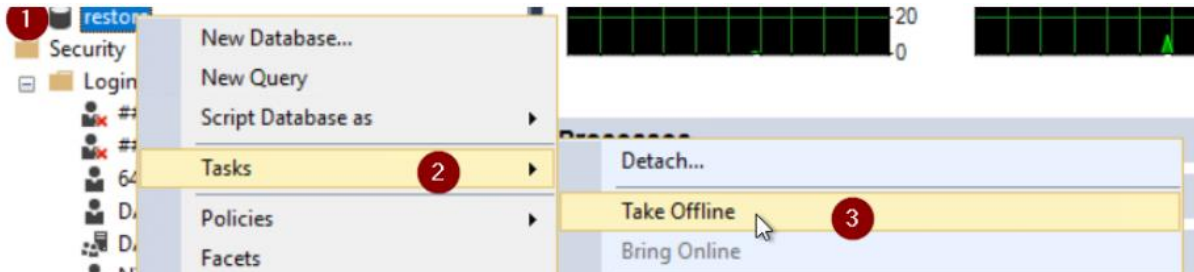 1 restore
20
Security
0
Login
New Database...
New Query
Script Database as
Tasks 2
Policies
Facets
##
##
64
Processes
Detach...
Take Offline 3
Bring Online